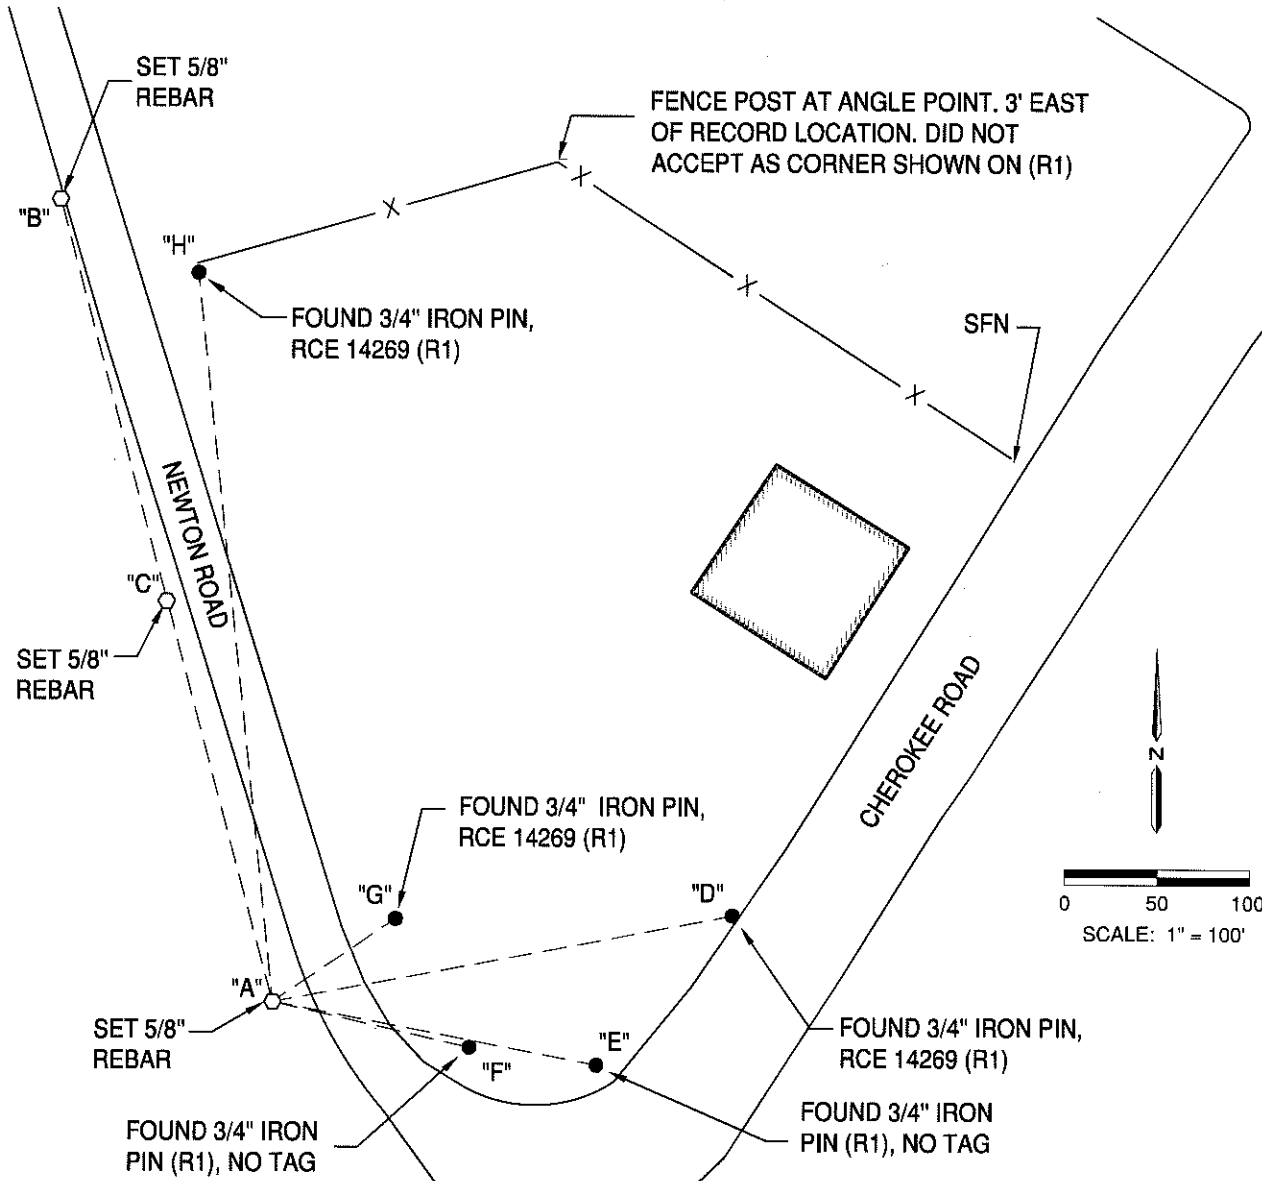 SET 5/8"
REBAR
FENCE POST AT ANGLE POINT. 3' EAST
OF RECORD LOCATION. DID NOT
ACCEPT AS CORNER SHOWN ON (R1)
"B"
"H"
FOUND 3/4" IRON PIN,
RCE 14269 (R1)
SFN
NEWTON ROAD
"C"
SET 5/8"
REBAR
CHEROKEE ROAD
N
FOUND 3/4" IRON PIN,
RCE 14269 (R1)
"G"
"D"
0 50 100
SCALE: 1" = 100'
"A"
SET 5/8"
REBAR
FOUND 3/4" IRON PIN,
RCE 14269 (R1)
"E"
"F"
FOUND 3/4" IRON
PIN (R1), NO TAG
FOUND 3/4" IRON
PIN (R1), NO TAG